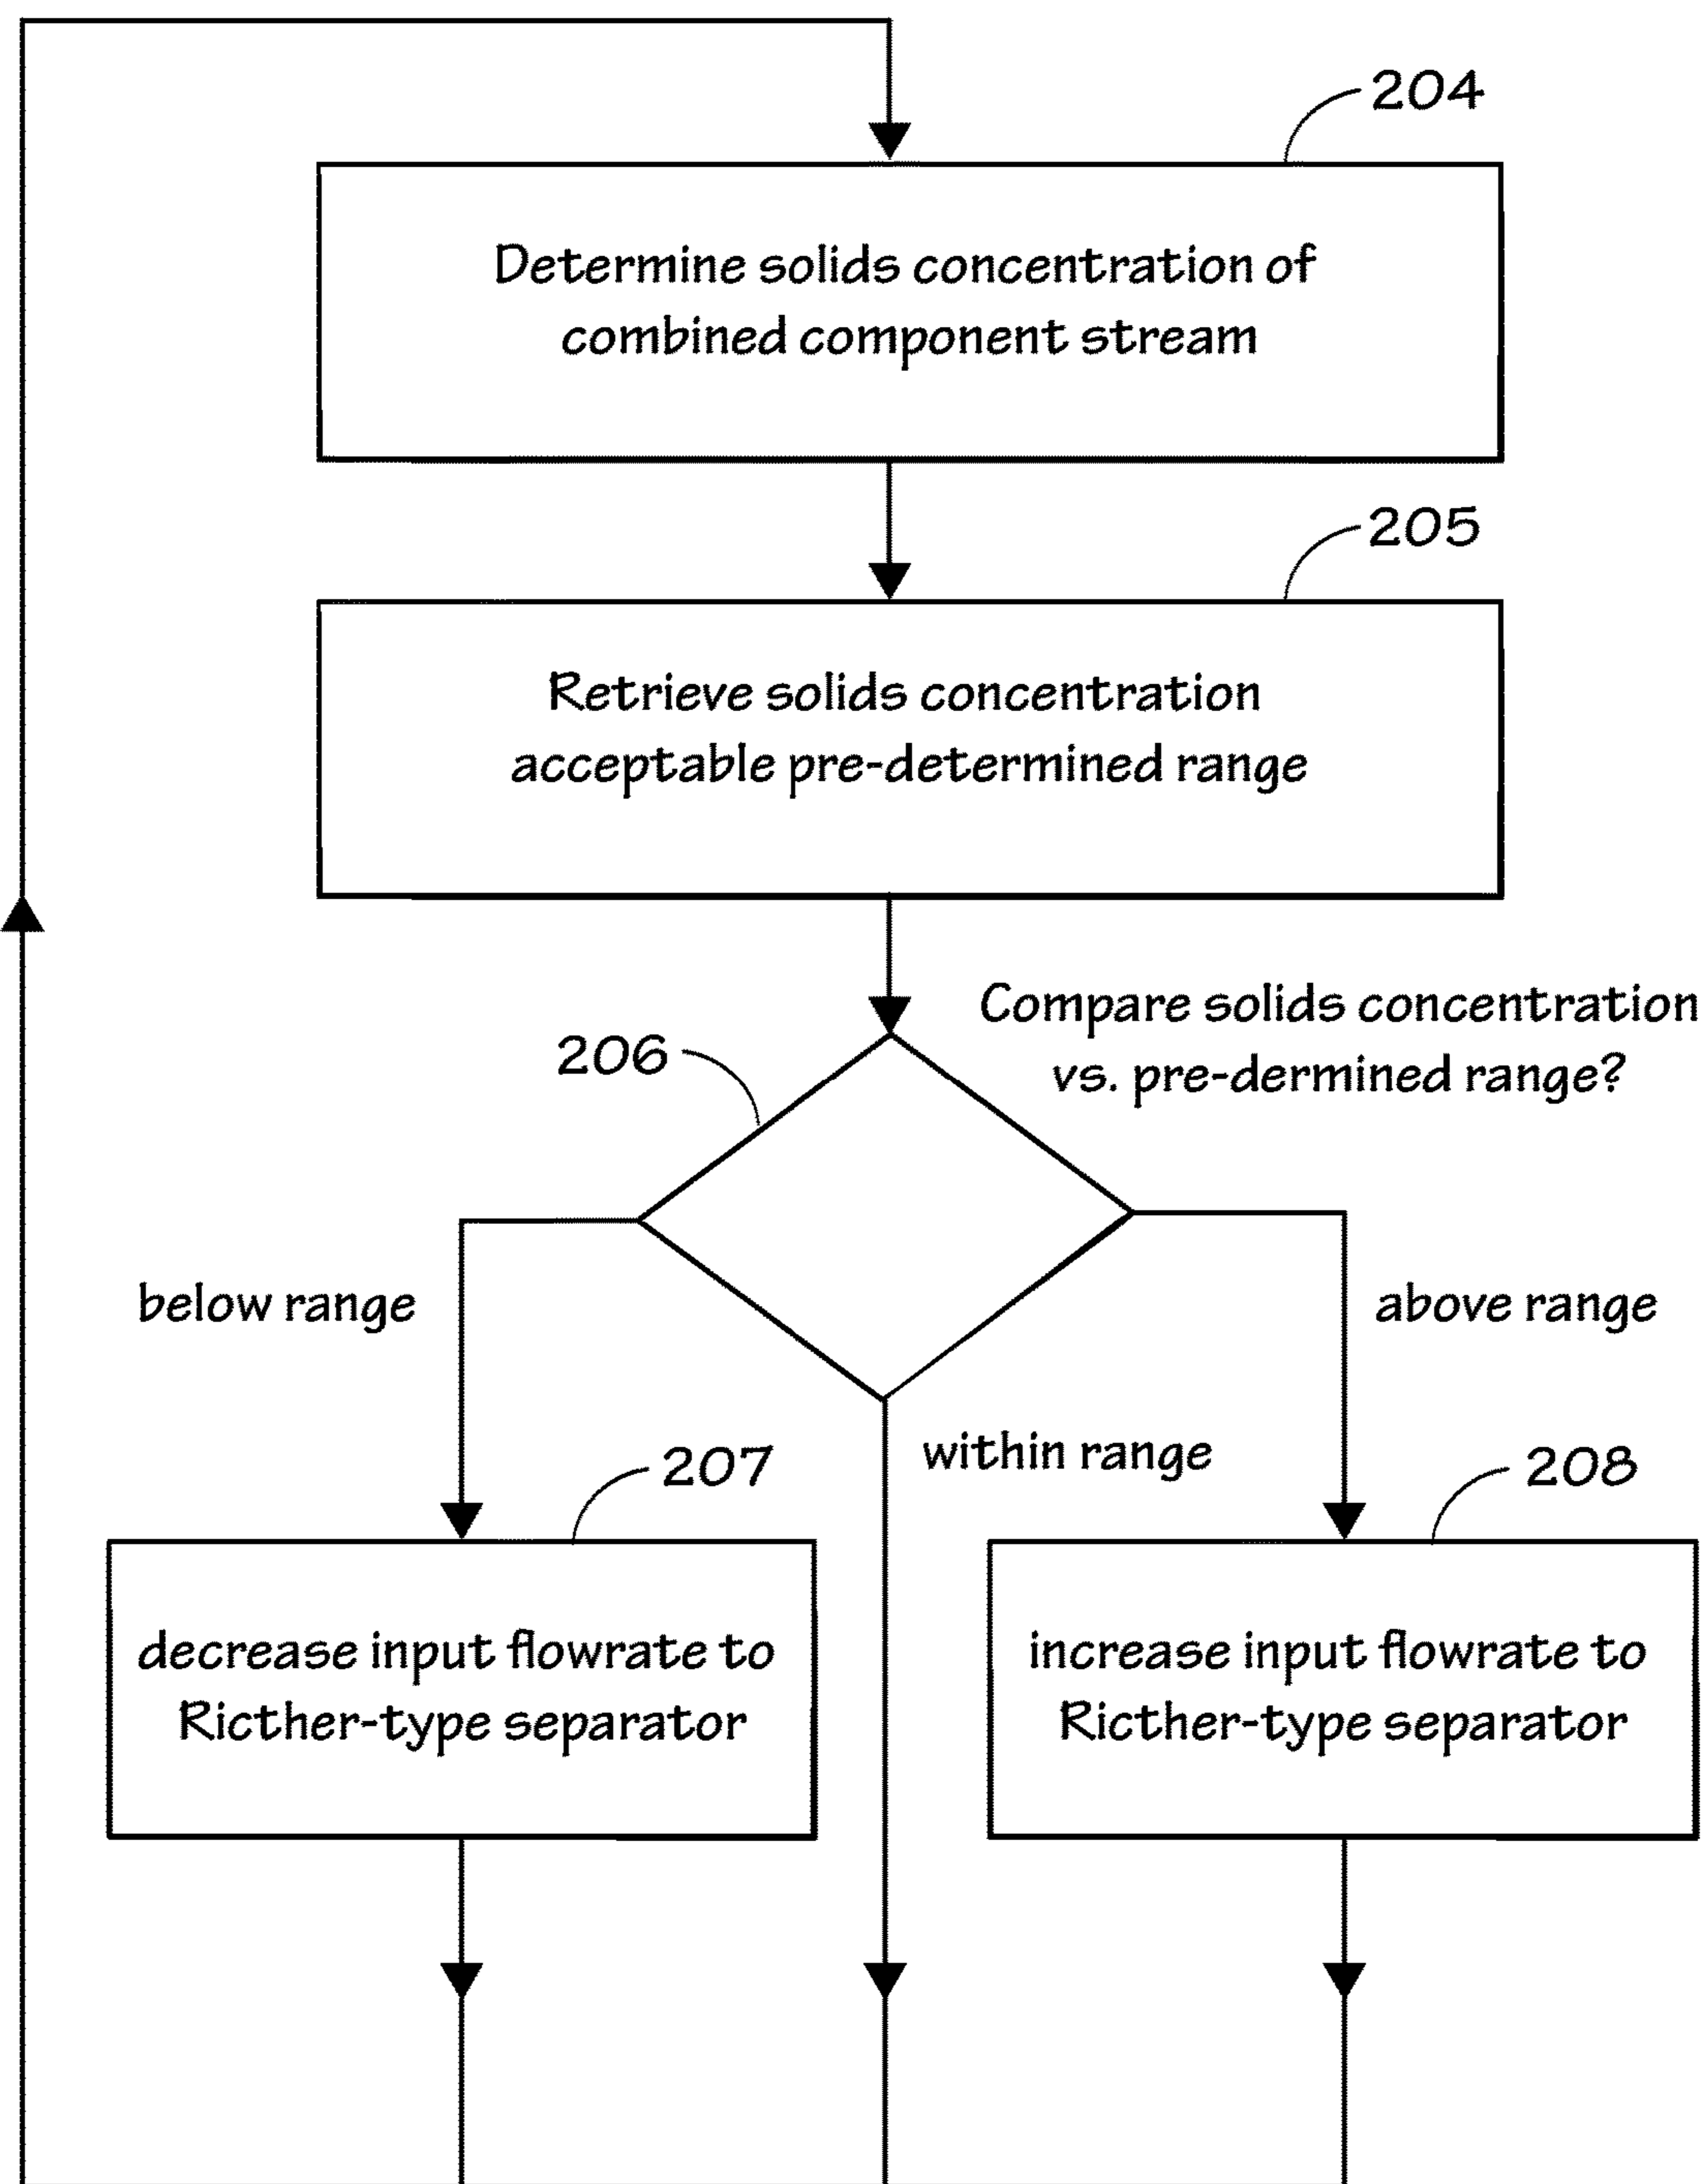 204
Determine solids concentration of
combined component stream
205
Retrieve solids concentration
acceptable pre-determined range
Compare solids concentration
vs. pre-dermined range?
206
below range
above range
within range
207
208
decrease input flowrate to
Ricther-type separator
increase input flowrate to
Ricther-type separator